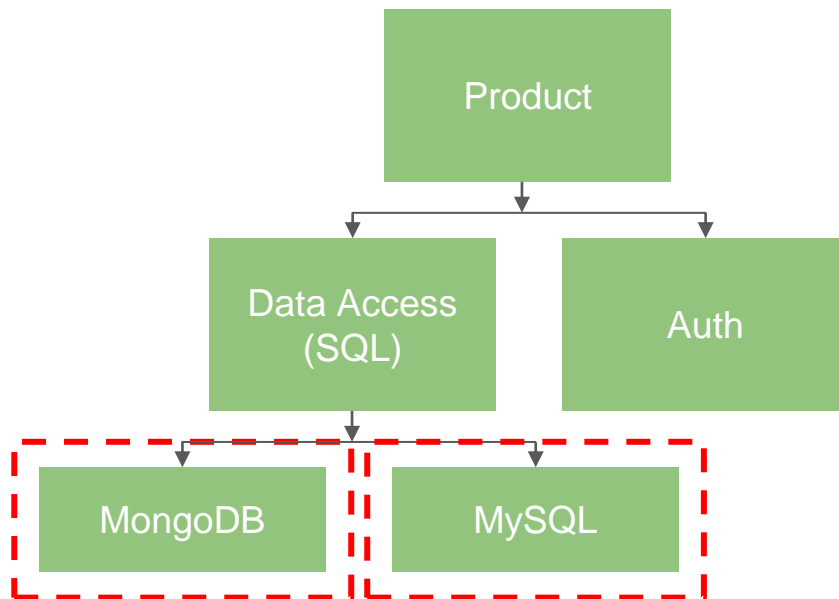 Product
Data Access
(SQL)
Auth
MongoDB
MySQL